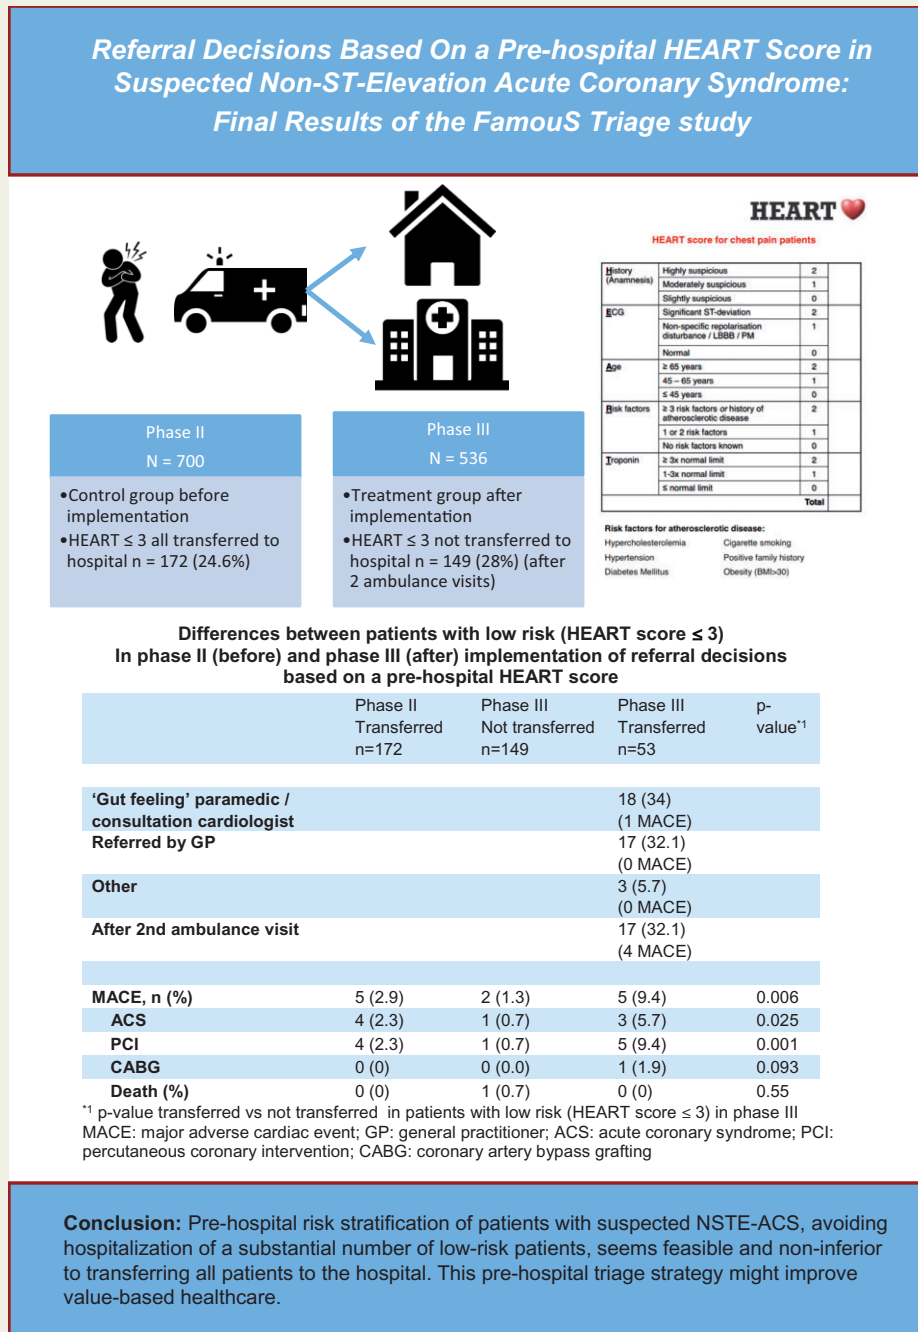 Referral Decisions Based On a Pre-hospital HEART Score in
Suspected Non-ST-Elevation Acute Coronary Syndrome:
Final Results of the FamouS Triage study
HEART
HEART score for chest pain patients
History (Anamnesis) Highly suspicious 2
Moderately suspicious 1
Slightly suspicious 0
ECG Significant ST-deviation 2
Non-specific repolarisation disturbance / LBBB / PM 1
Normal 0
Age ≥ 65 years 2
45 – 65 years 1
≤ 45 years 0
Risk factors ≥ 3 risk factors or history of atherosclerotic disease 2
1 or 2 risk factors 1
No risk factors known 0
Troponin ≥ 3x normal limit 2
1-3x normal limit 1
≤ normal limit 0
Total
Risk factors for atherosclerotic disease:
Hypercholesterolemia Cigarette smoking
Hypertension Positive family history
Diabetes Mellitus Obesity (BMI>30)
Phase II
N = 700
•Control group before
implementation
•HEART ≤ 3 all transferred to
hospital n = 172 (24.6%)
Phase III
N = 536
•Treatment group after
implementation
•HEART ≤ 3 not transferred to
hospital n = 149 (28%) (after
2 ambulance visits)
Differences between patients with low risk (HEART score ≤ 3)
In phase II (before) and phase III (after) implementation of referral decisions
based on a pre-hospital HEART score
Phase II Phase III Phase III p-
Transferred Not transferred Transferred value*1
n=172 n=149 n=53
‘Gut feeling’ paramedic / 18 (34)
consultation cardiologist (1 MACE)
Referred by GP 17 (32.1)
(0 MACE)
Other 3 (5.7)
(0 MACE)
After 2nd ambulance visit 17 (32.1)
(4 MACE)
MACE, n (%) 5 (2.9) 2 (1.3) 5 (9.4) 0.006
ACS 4 (2.3) 1 (0.7) 3 (5.7) 0.025
PCI 4 (2.3) 1 (0.7) 5 (9.4) 0.001
CABG 0 (0) 0 (0.0) 1 (1.9) 0.093
Death (%) 0 (0) 1 (0.7) 0 (0) 0.55
*1 p-value transferred vs not transferred in patients with low risk (HEART score ≤ 3) in phase III
MACE: major adverse cardiac event; GP: general practitioner; ACS: acute coronary syndrome; PCI:
percutaneous coronary intervention; CABG: coronary artery bypass grafting
Conclusion: Pre-hospital risk stratification of patients with suspected NSTE-ACS, avoiding
hospitalization of a substantial number of low-risk patients, seems feasible and non-inferior
to transferring all patients to the hospital. This pre-hospital triage strategy might improve
value-based healthcare.